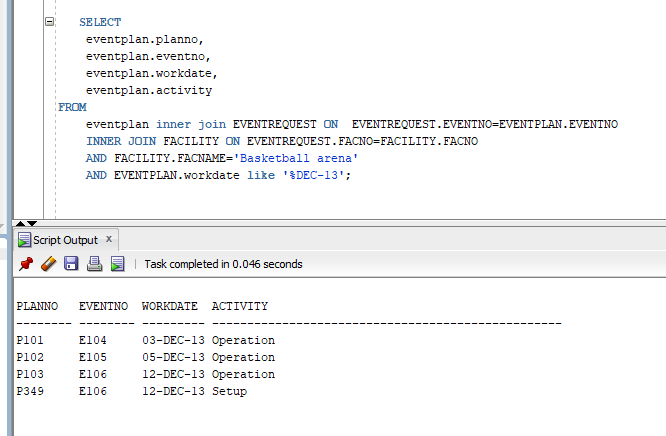 SELECT
eventplan.planno,
eventplan.eventno,
eventplan.workdate,
eventplan.activity
FROM
eventplan inner join EVENTREQUEST ON  EVENTREQUEST.EVENTNO=EVENTPLAN.EVENTNO
INNER JOIN FACILITY ON EVENTREQUEST.FACNO=FACILITY.FACNO
AND FACILITY.FACNAME='Basketball arena'
AND EVENTPLAN.workdate like '%DEC-13';
Script Output x
Task completed in 0.046 seconds
PLANNO   EVENTNO  WORKDATE  ACTIVITY
-------- -------- --------- --------------------------------------------------
P101     E104     03-DEC-13 Operation
P102     E105     05-DEC-13 Operation
P103     E106     12-DEC-13 Operation
P349     E106     12-DEC-13 Setup